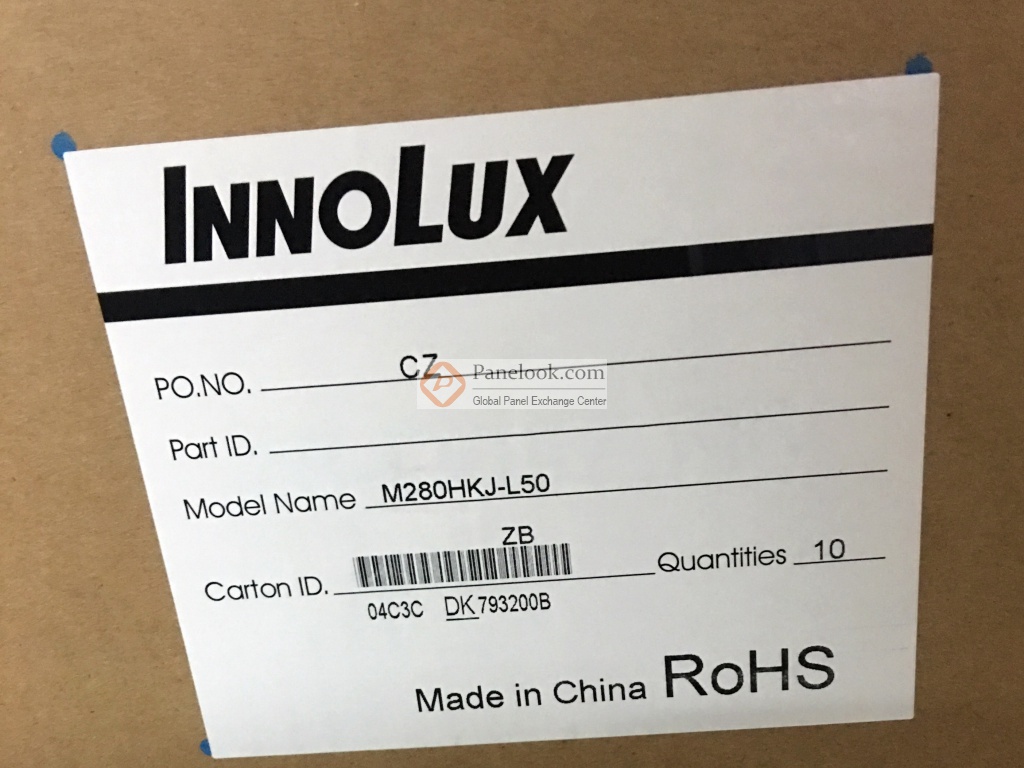 INNOLUX
PO.NO. CZ
Panelook.com
Global Panel Exchange Center
Part ID.
Model Name M280HKJ-L50
ZB
Carton ID. Quantities 10
04C3C DK793200B
Made in China RoHS